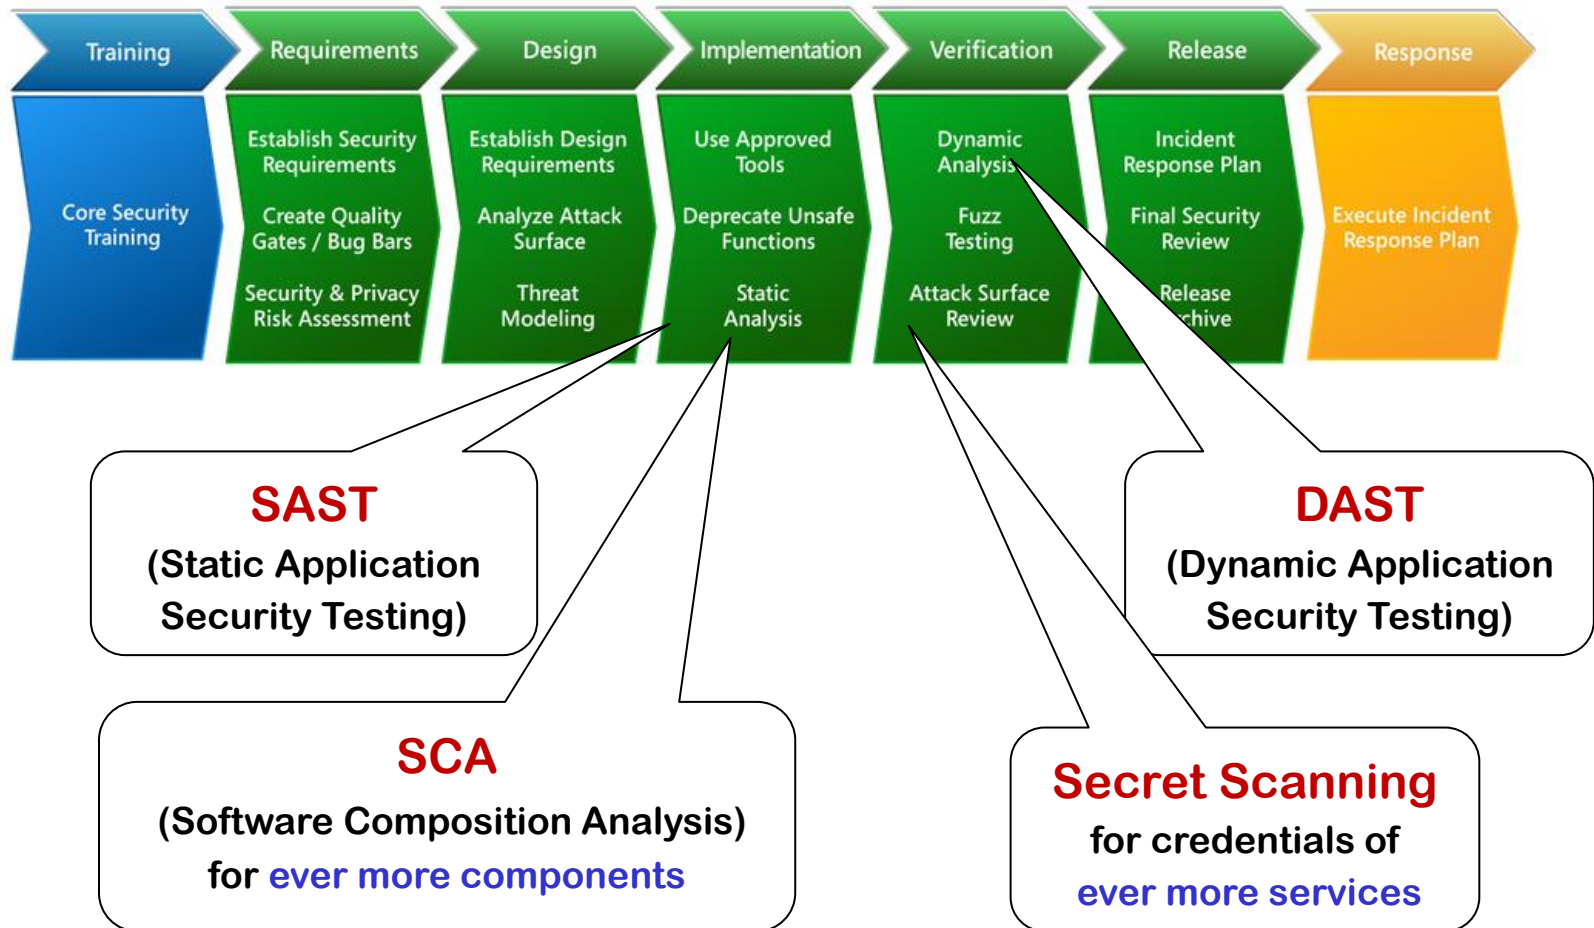 Training
Requirements
Design
Implementation
Verification
Release
Response
Core Security
Training
Establish Security
Requirements
Create Quality
Gates / Bug Bars
Security & Privacy
Risk Assessment
Establish Design
Requirements
Analyze Attack
Surface
Threat
Modeling
Use Approved
Tools
Deprecate Unsafe
Functions
Static
Analysis
Dynamic
Analysis
Fuzz
Testing
Attack Surface
Review
Incident
Response Plan
Final Security
Review
Release
Execute Incident
Response Plan
SAST
(Static Application
Security Testing)
DAST
(Dynamic Application
Security Testing)
SCA
(Software Composition Analysis)
for ever more components
Secret Scanning
for credentials of
ever more services